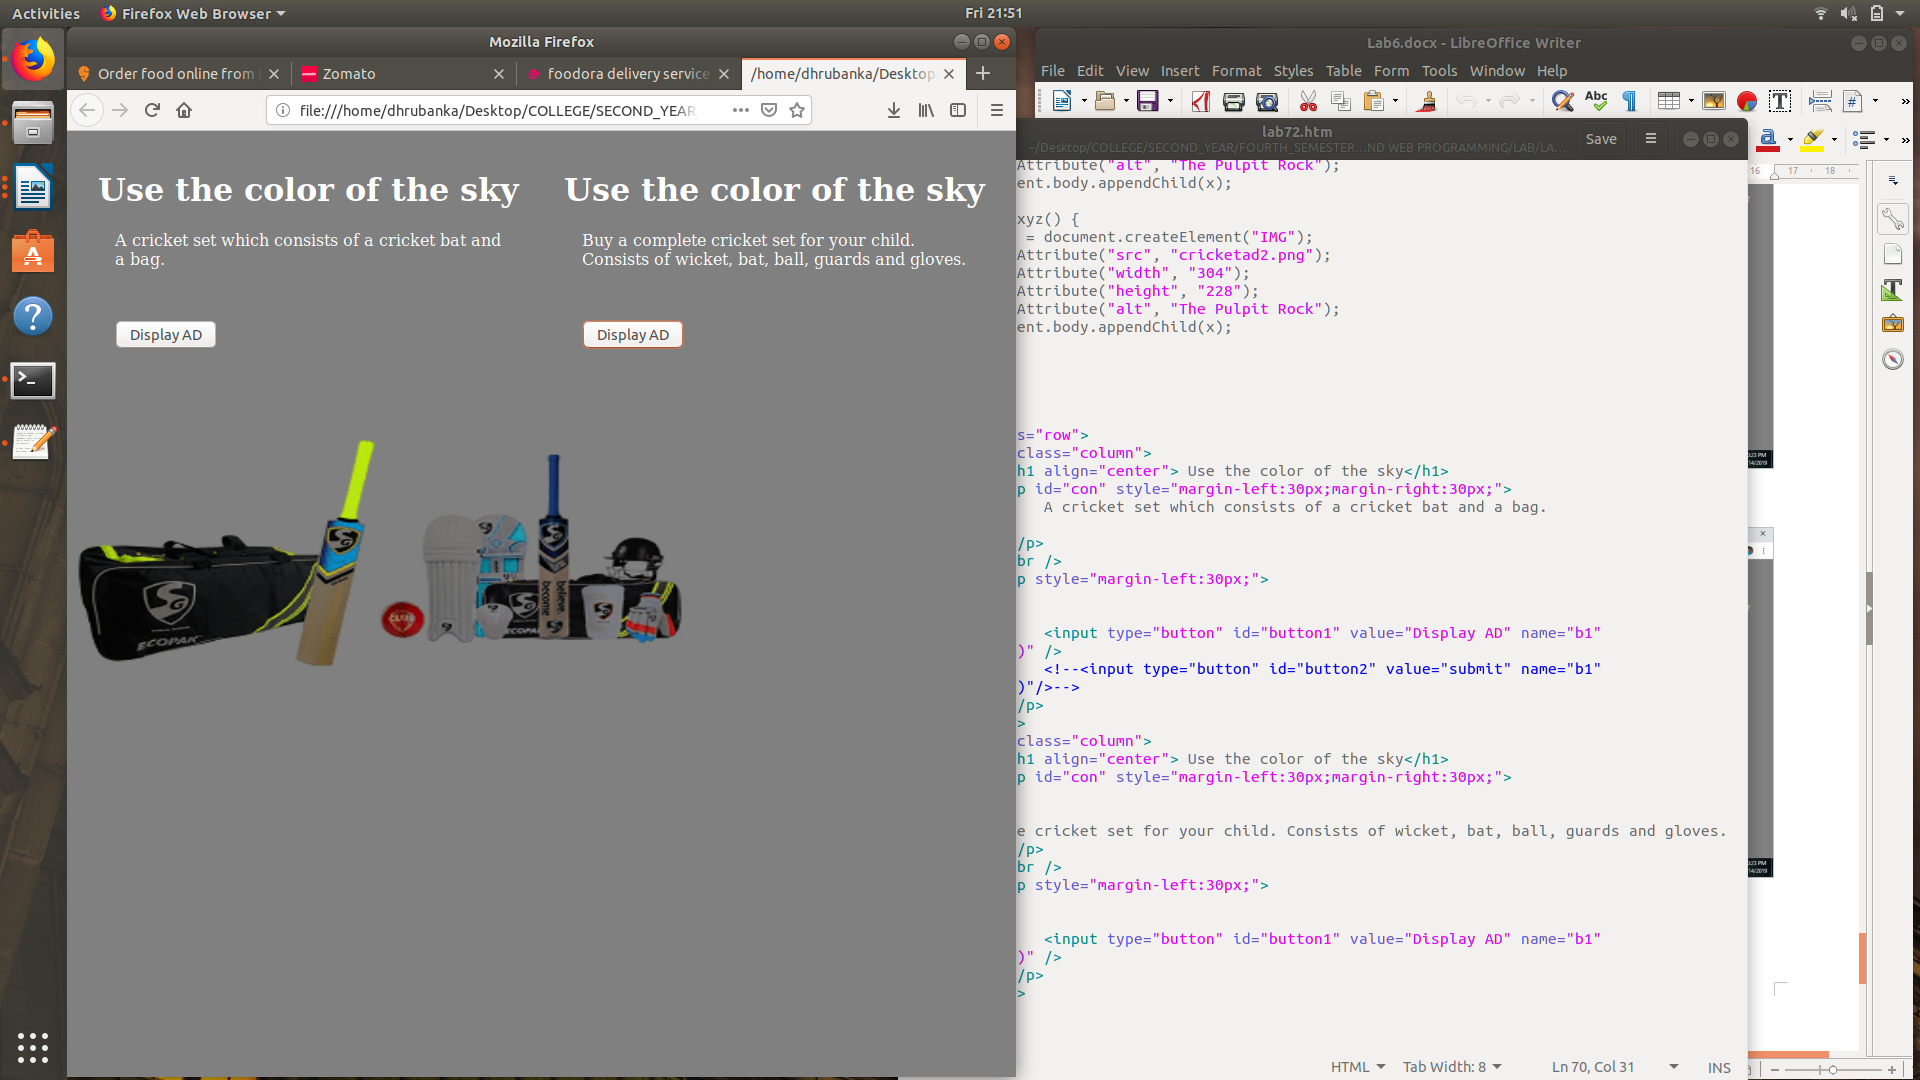 Activities
Firefox Web Browser
Fri 21:51
Mozilla Firefox
Order food online from
Zomato
foodora delivery service
/home/dhrubanka/Desktop
file:///home/dhrubanka/Desktop/COLLEGE/SECOND_YEAR
Use the color of the sky
A cricket set which consists of a cricket bat and
a bag.
Display AD
Use the color of the sky
Buy a complete cricket set for your child.
Consists of wicket, bat, ball, guards and gloves.
Display AD
SG
ECOPAK
SG
believe.
become
ECOPAK
Lab6.docx - LibreOffice Writer
File Edit View Insert Format Styles Table Form Tools Window Help
Abc
16 17 18
lab72.htm
~/Desktop/COLLEGE/SECOND_YEAR/FOURTH_SEMESTER...ND WEB PROGRAMMING/LAB/LA...
Save
Attribute("alt", "The Pulpit Rock");
ent.body.appendChild(x);
xyz() {
= document.createElement("IMG");
Attribute("src", "cricketad2.png");
Attribute("width", "304");
Attribute("height", "228");
Attribute("alt", "The Pulpit Rock");
ent.body.appendChild(x);
s="row">
class="column">
h1 align="center"> Use the color of the sky</h1>
p id="con" style="margin-left:30px;margin-right:30px;">
A cricket set which consists of a cricket bat and a bag.
/p>
br />
p style="margin-left:30px;">
<input type="button" id="button1" value="Display AD" name="b1"
)" />
<!--<input type="button" id="button2" value="submit" name="b1"
)"/>-->
/p>
>
class="column">
h1 align="center"> Use the color of the sky</h1>
p id="con" style="margin-left:30px;margin-right:30px;">
e cricket set for your child. Consists of wicket, bat, ball, guards and gloves.
/p>
br />
p style="margin-left:30px;">
<input type="button" id="button1" value="Display AD" name="b1"
)" />
/p>
>
HTML
Tab Width: 8
Ln 70, Col 31
INS